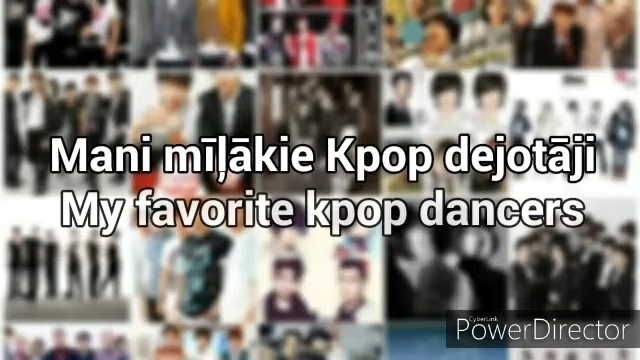 Mani mīļākie Kpop dejotāji
My favorite kpop dancers
CyberLink
PowerDirector